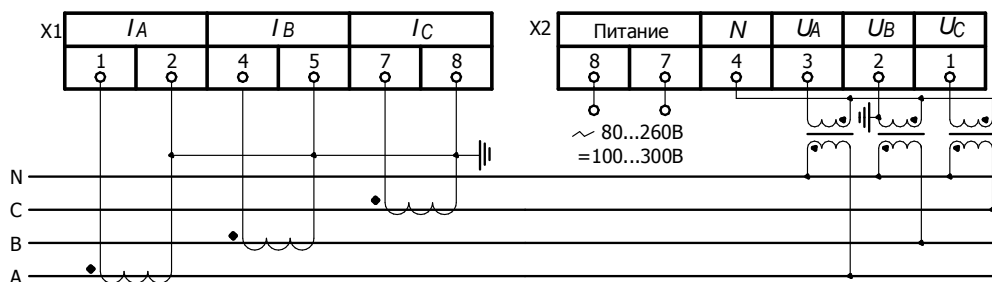 X1 IA IB IC X2 Питание N UA UB UC
1 2 4 5 7 8 8 7 4 3 2 1
~ 80...260В
=100...300В
N
C
B
A